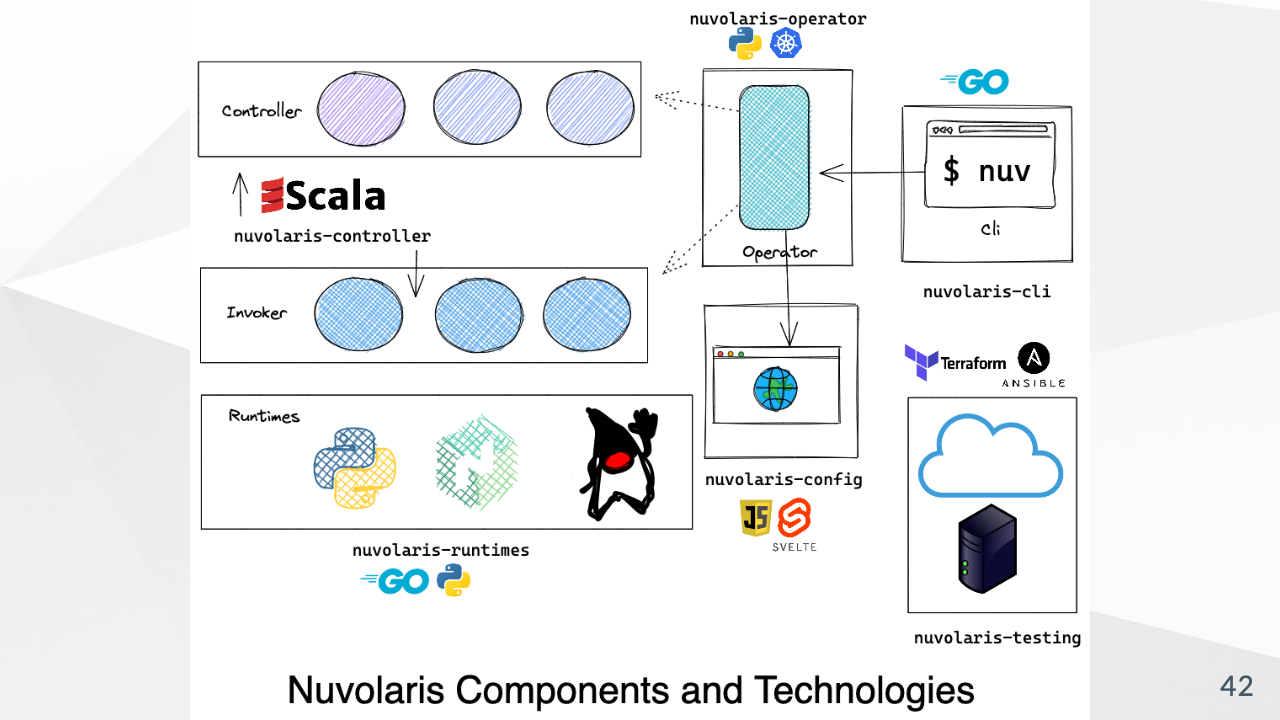 nuvolaris-operator
GO
Controller
$ nuv
cli
Scala
nuvolaris-controller
Operator
nuvolaris-cli
Invoker
Terraform
ANSIBLE
Runtimes
nuvolaris-config
JS
SVELTE
nuvolaris-runtimes
GO
nuvolaris-testing
Nuvolaris Components and Technologies
42